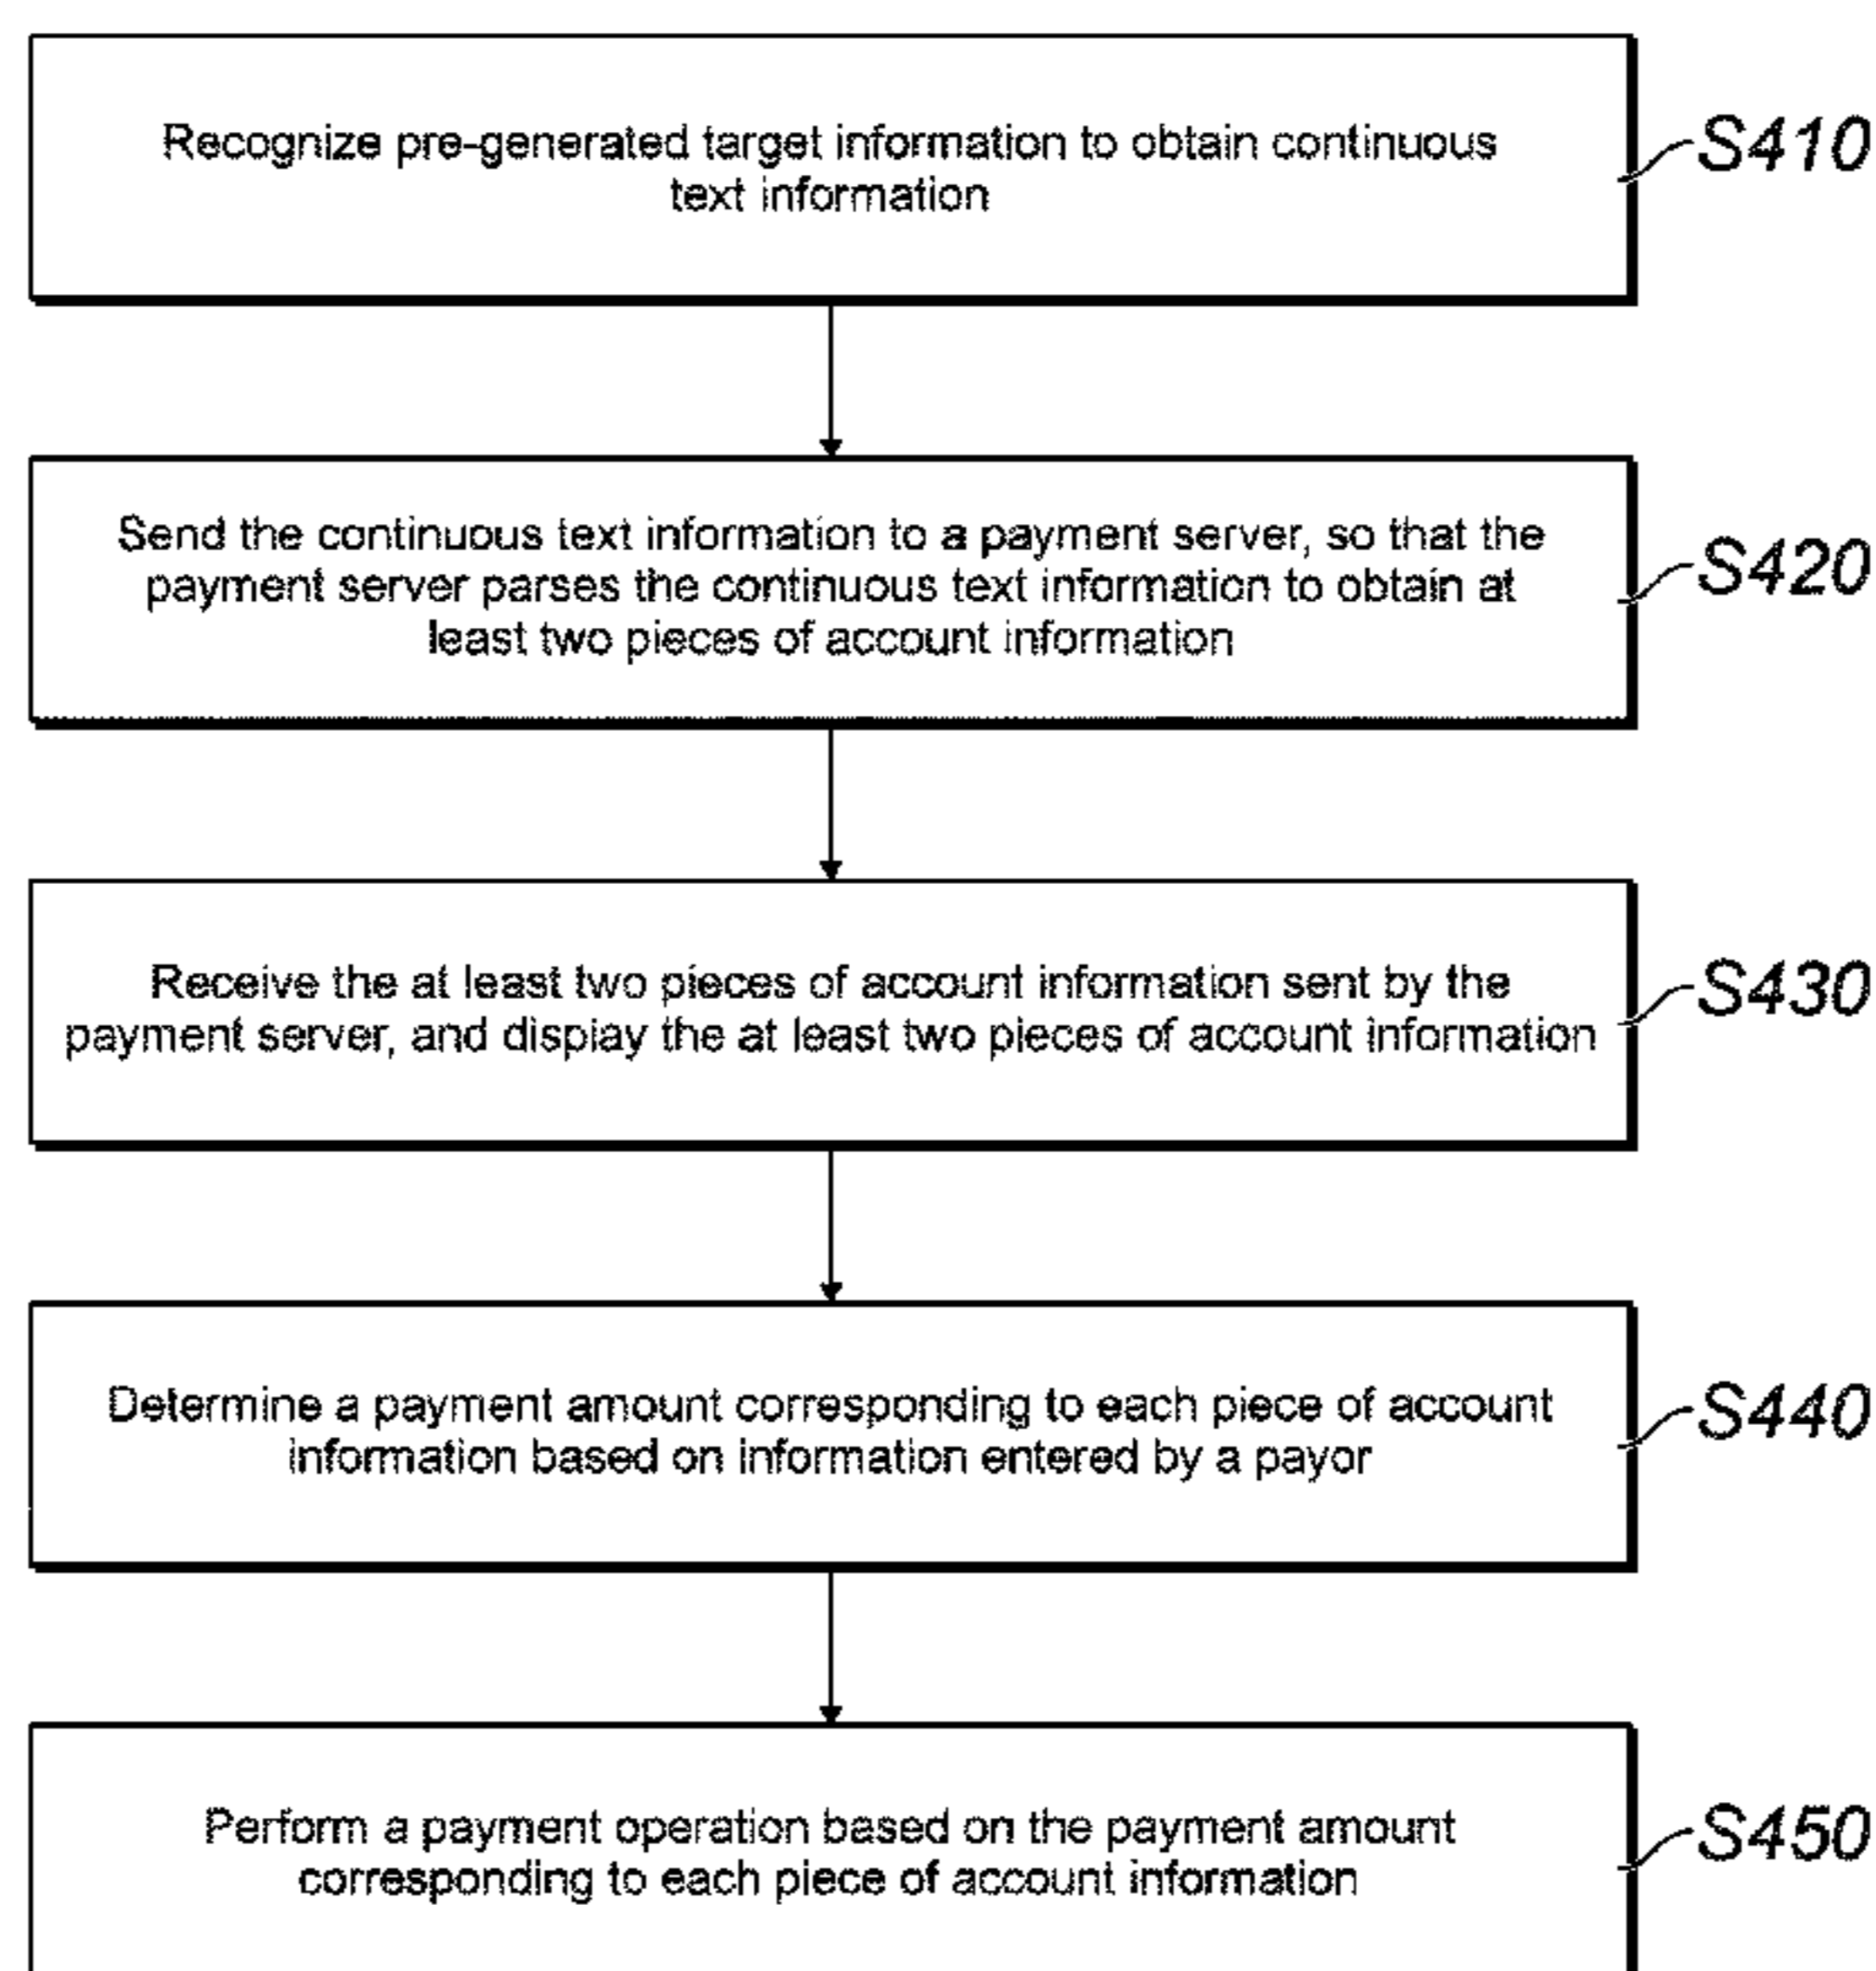 Recognize pre-generated target information to obtain continuous
text information
S410
Send the continuous text information to a payment server, so that the
payment server parses the continuous text information to obtain at
least two pieces of account information
S420
Receive the at least two pieces of account information sent by the
payment server, and display the at least two pieces of account information
S430
Determine a payment amount corresponding to each piece of account
information based on information entered by a payor
S440
Perform a payment operation based on the payment amount
corresponding to each piece of account information
S450